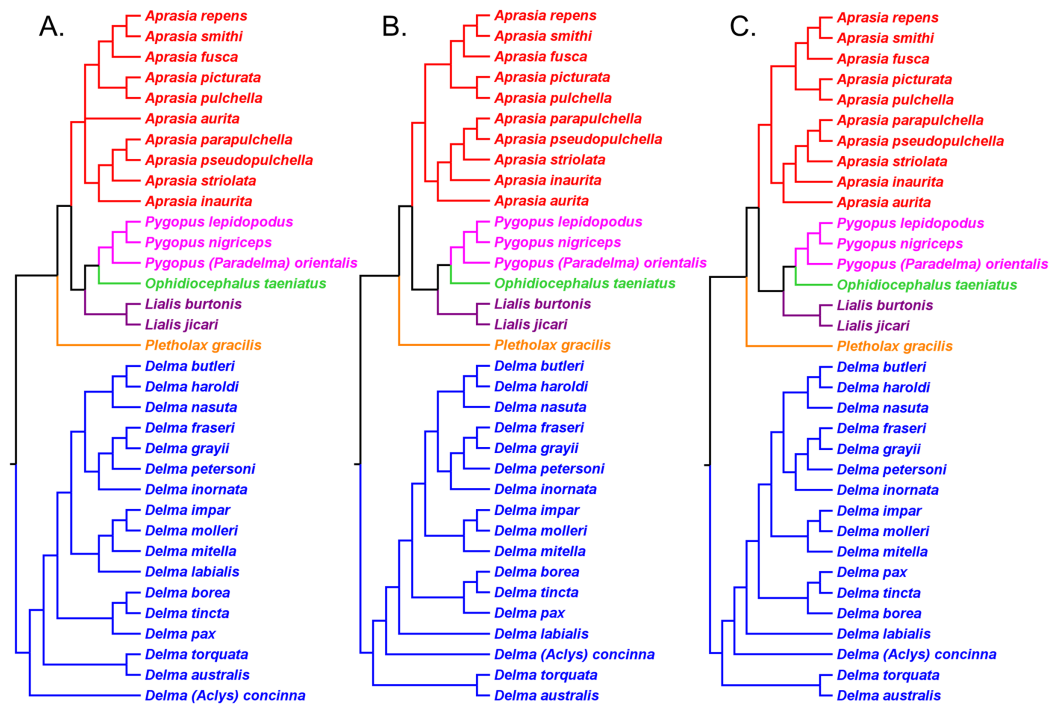 A.
Aprasia repens
Aprasia smithi
Aprasia fusca
Aprasia picturata
Aprasia pulchella
Aprasia aurita
Aprasia parapulchella
Aprasia pseudopulchella
Aprasia striolata
Aprasia inaurita
Pygopus lepidopodus
Pygopus nigriceps
Pygopus (Paradelma) orientalis
Ophidiocephalus taeniatus
Lialis burtonis
Lialis jicari
Pletholax gracilis
Delma butleri
Delma haroldi
Delma nasuta
Delma fraseri
Delma grayii
Delma petersoni
Delma inornata
Delma impar
Delma molleri
Delma mitella
Delma labialis
Delma borea
Delma tincta
Delma pax
Delma torquata
Delma australis
Delma (Aclys) concinna
B.
Aprasia repens
Aprasia smithi
Aprasia fusca
Aprasia picturata
Aprasia pulchella
Aprasia parapulchella
Aprasia pseudopulchella
Aprasia striolata
Aprasia inaurita
Aprasia aurita
Pygopus lepidopodus
Pygopus nigriceps
Pygopus (Paradelma) orientalis
Ophidiocephalus taeniatus
Lialis burtonis
Lialis jicari
Pletholax gracilis
Delma butleri
Delma haroldi
Delma nasuta
Delma fraseri
Delma grayii
Delma petersoni
Delma inornata
Delma impar
Delma molleri
Delma mitella
Delma borea
Delma tincta
Delma pax
Delma labialis
Delma (Aclys) concinna
Delma torquata
Delma australis
C.
Aprasia repens
Aprasia smithi
Aprasia fusca
Aprasia picturata
Aprasia pulchella
Aprasia parapulchella
Aprasia pseudopulchella
Aprasia striolata
Aprasia inaurita
Aprasia aurita
Pygopus lepidopodus
Pygopus nigriceps
Pygopus (Paradelma) orientalis
Ophidiocephalus taeniatus
Lialis burtonis
Lialis jicari
Pletholax gracilis
Delma butleri
Delma haroldi
Delma nasuta
Delma fraseri
Delma grayii
Delma petersoni
Delma inornata
Delma impar
Delma molleri
Delma mitella
Delma pax
Delma tincta
Delma borea
Delma labialis
Delma (Aclys) concinna
Delma torquata
Delma australis